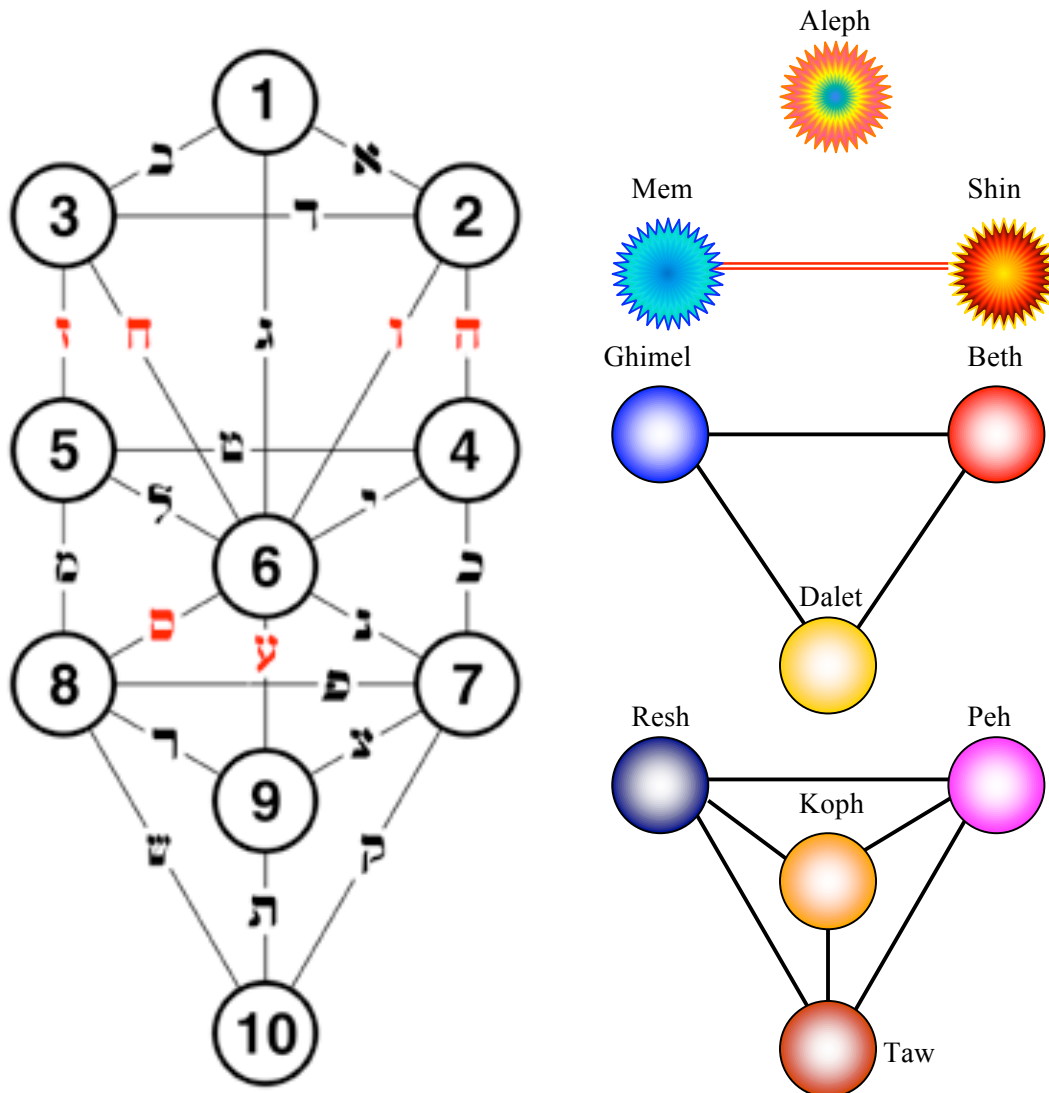 1
ב
א
3
ד
2
ז
ח
ג
ו
ה
5
ט
4
ל
י
מ
6
כ
ס
ע
נ
8
פ
7
ר
צ
9
ש
ק
ת
10
Aleph
Mem
Shin
Ghimel
Beth
Dalet
Resh
Peh
Koph
Taw